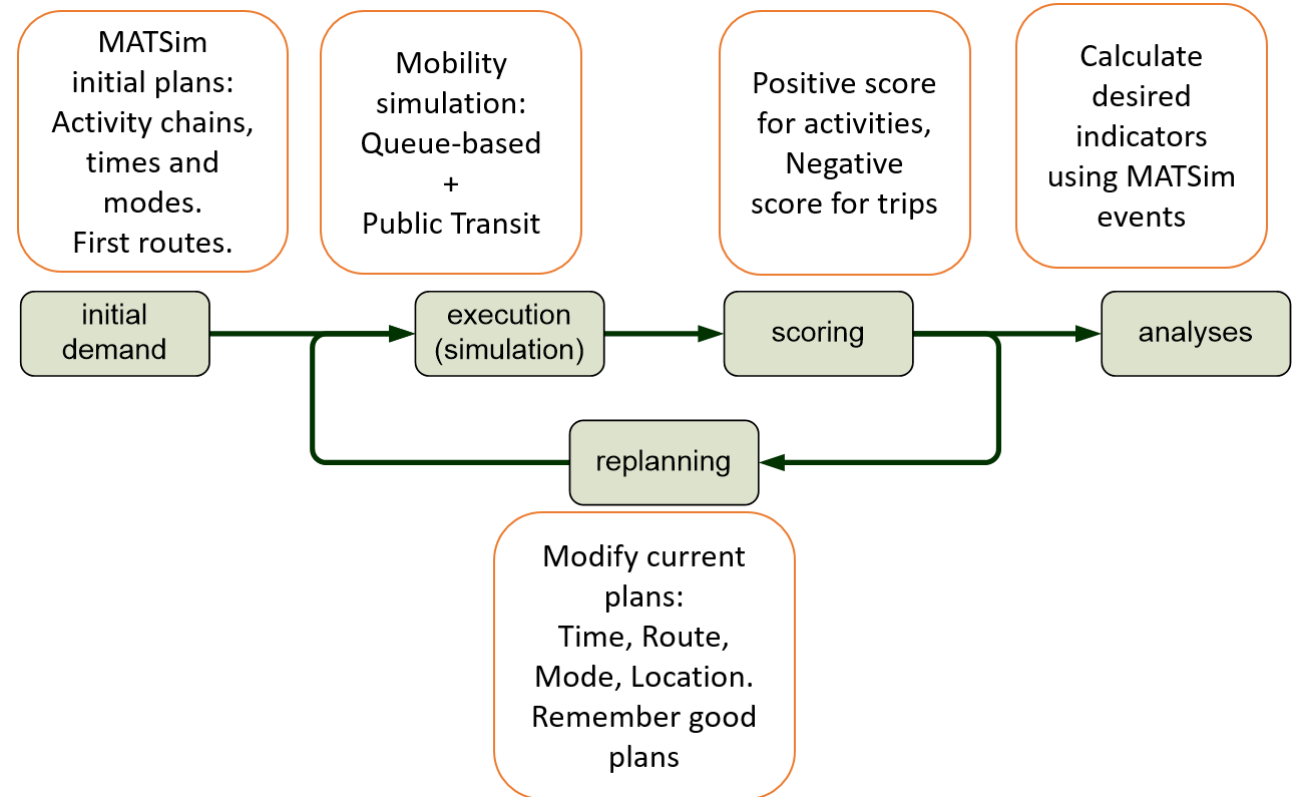 MATSim
initial plans:
Activity chains,
times and
modes.
First routes.
Mobility
simulation:
Queue-based
+
Public Transit
Positive score
for activities,
Negative
score for trips
Calculate
desired
indicators
using MATSim
events
initial
demand
execution
(simulation)
scoring
analyses
replanning
Modify current
plans:
Time, Route,
Mode, Location.
Remember good
plans